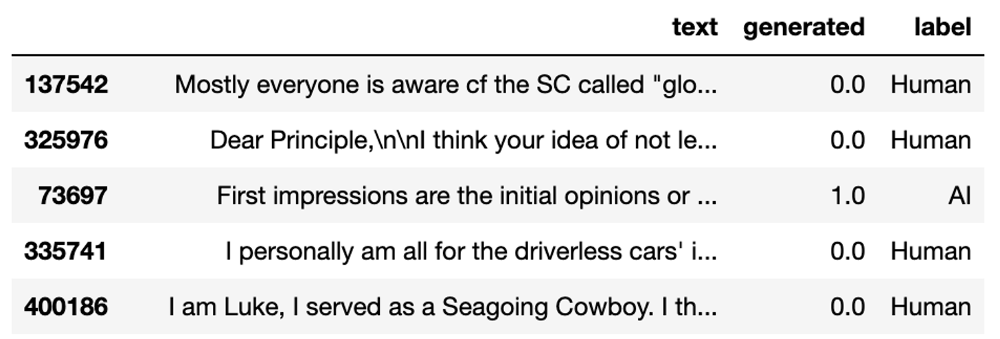 text generated label
137542 Mostly everyone is aware cf the SC called "glo... 0.0 Human
325976 Dear Principle,\n\nI think your idea of not le... 0.0 Human
73697 First impressions are the initial opinions or ... 1.0 AI
335741 I personally am all for the driverless cars' i... 0.0 Human
400186 I am Luke, I served as a Seagoing Cowboy. I th... 0.0 Human